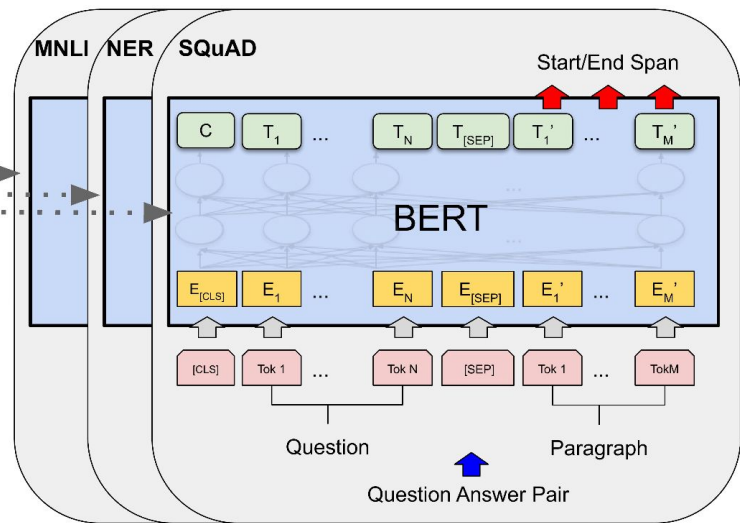 MNLI NER SQuAD
Start/End Span
C T1 ... TN T[SEP] T1' ... TM'
...
BERT
...
E[CLS] E1 ... EN E[SEP] E1' ... EM'
[CLS] Tok 1 ... Tok N [SEP] Tok 1 ... TokM
Question Paragraph
Question Answer Pair